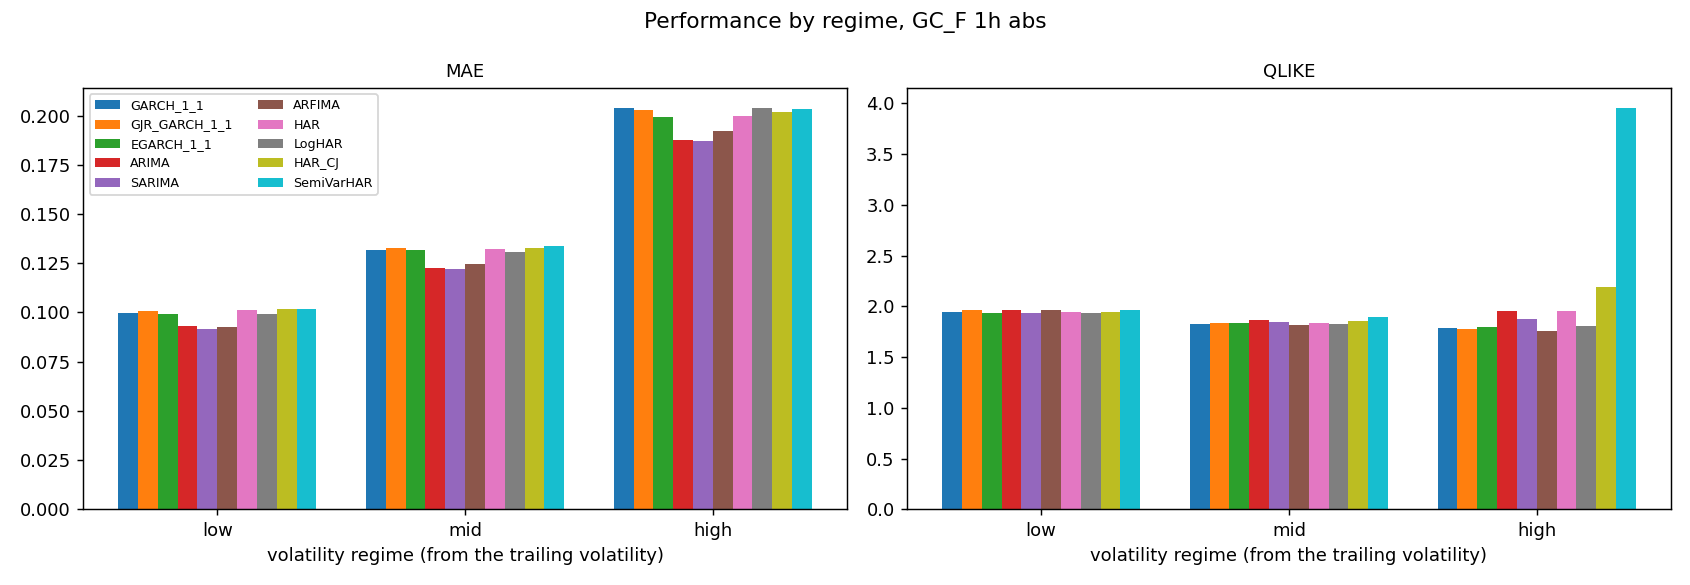 Performance by regime, GC_F 1h abs
MAE
GARCH_1_1
GJR_GARCH_1_1
EGARCH_1_1
ARIMA
SARIMA
ARFIMA
HAR
LogHAR
HAR_CJ
SemiVarHAR
0.200
0.175
0.150
0.125
0.100
0.075
0.050
0.025
0.000
low mid high
volatility regime (from the trailing volatility)
QLIKE
4.0
3.5
3.0
2.5
2.0
1.5
1.0
0.5
0.0
low mid high
volatility regime (from the trailing volatility)